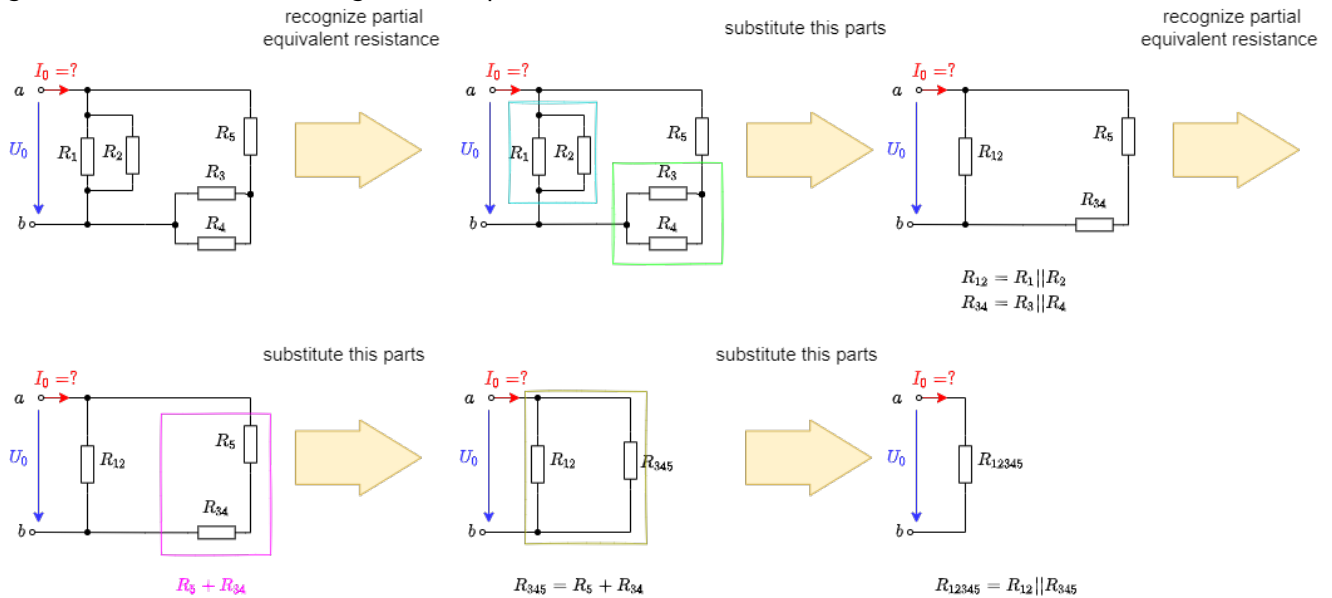 recognize partial
equivalent resistance
substitute this parts
recognize partial
equivalent resistance
I₀ =?
a
U₀
R₁
R₂
R₅
R₃
R₄
b
I₀ =?
a
U₀
R₁
R₂
R₅
R₃
R₄
b
I₀ =?
a
U₀
R₁₂
R₅
R₃₄
b
R₁₂ = R₁||R₂
R₃₄ = R₃||R₄
substitute this parts
substitute this parts
I₀ =?
a
U₀
R₁₂
R₅
R₃₄
b
R₅ + R₃₄
I₀ =?
a
U₀
R₁₂
R₃₄₅
b
R₃₄₅ = R₅ + R₃₄
I₀ =?
a
U₀
R₁₂₃₄₅
b
R₁₂₃₄₅ = R₁₂||R₃₄₅